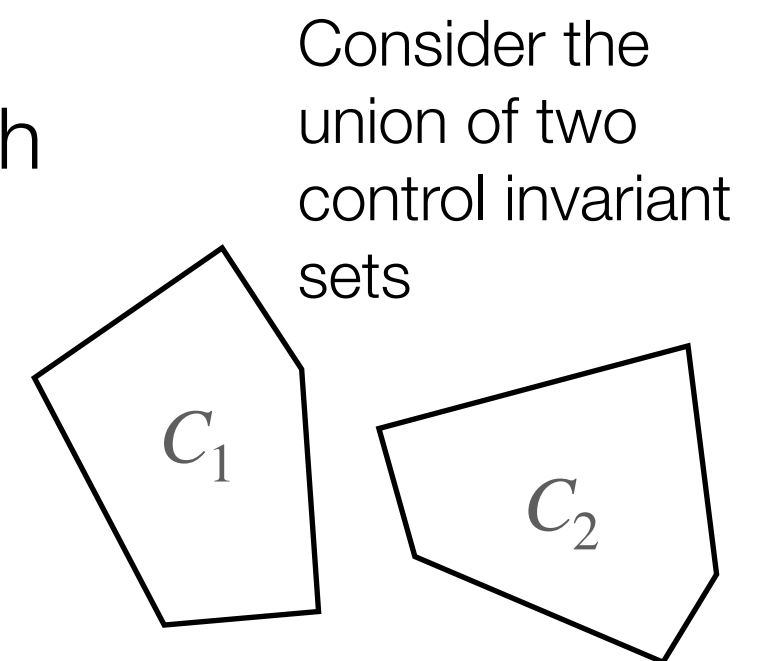 Consider the
union of two
h
control invariant
sets
C₁
C₂